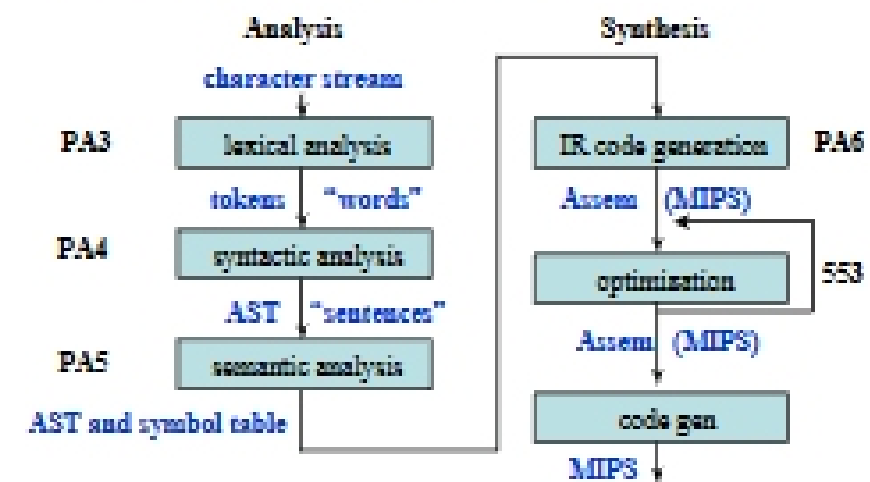 Analysis
Synthesis
character stream
PA3
lexical analysis
IR code generation
PA6
tokens "words"
Assem (MIPS)
PA4
syntactic analysis
optimization
553
AST "sentences"
Assem (MIPS)
PA5
semantic analysis
AST and symbol table
code gen
MIPS